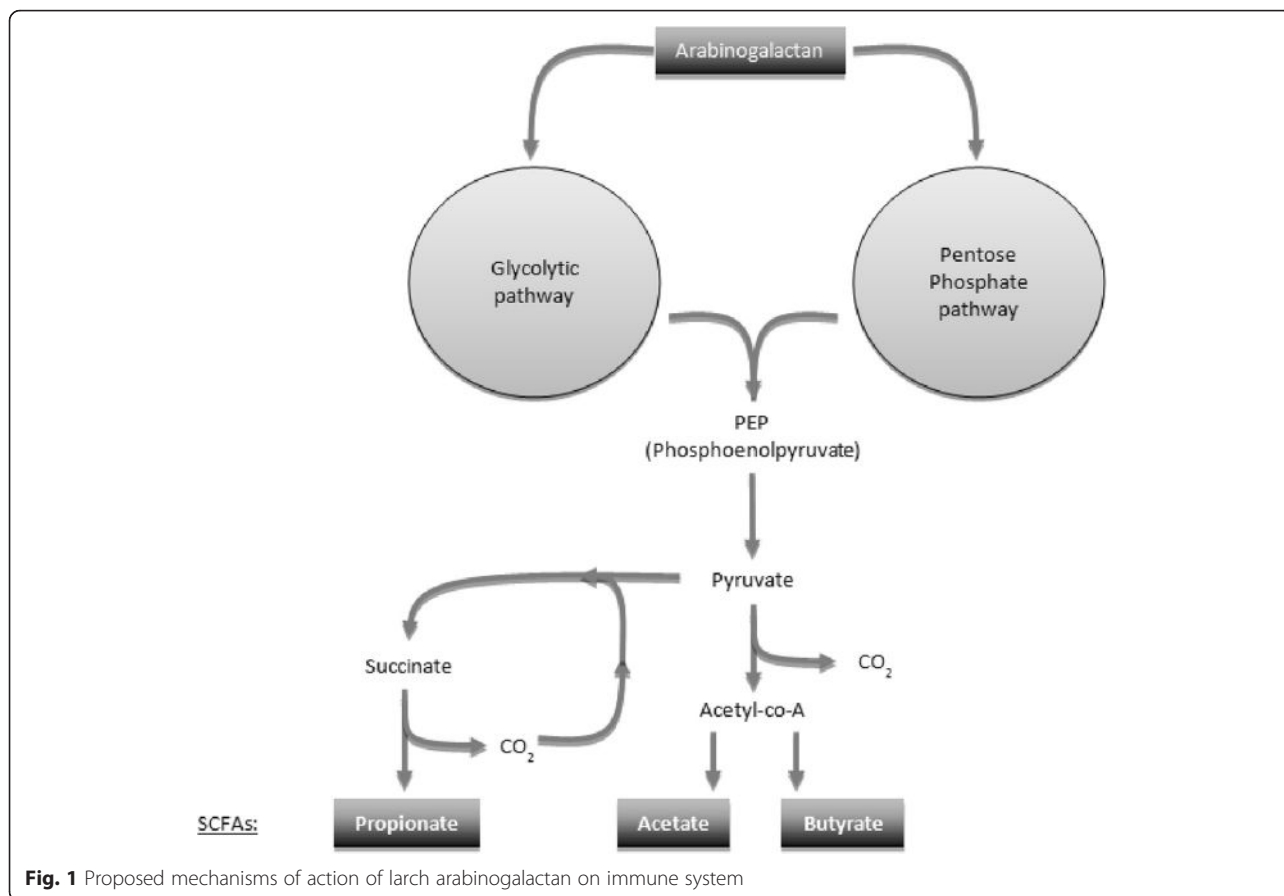 Arabinogalactan
Glycolytic
pathway
Pentose
Phosphate
pathway
PEP
(Phosphoenolpyruvate)
Pyruvate
Succinate
CO₂
Acetyl-co-A
CO₂
SCFAs:
Propionate
Acetate
Butyrate
Fig. 1 Proposed mechanisms of action of larch arabinogalactan on immune system